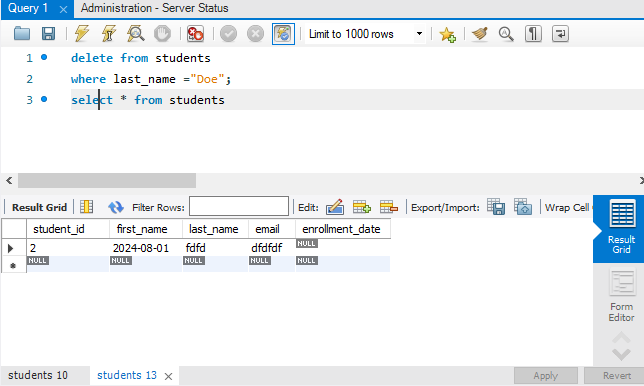 Query 1 × Administration - Server Status
Limit to 1000 rows
1 delete from students
2 where last_name ="Doe";
3 select * from students
Result Grid Filter Rows: Edit: Export/Import: Wrap Cell
student_id first_name last_name email enrollment_date
2 2024-08-01 fdfd dfdfdf NULL
NULL NULL NULL NULL NULL
Result
Grid
Form
Editor
students 10 students 13 × Apply Revert